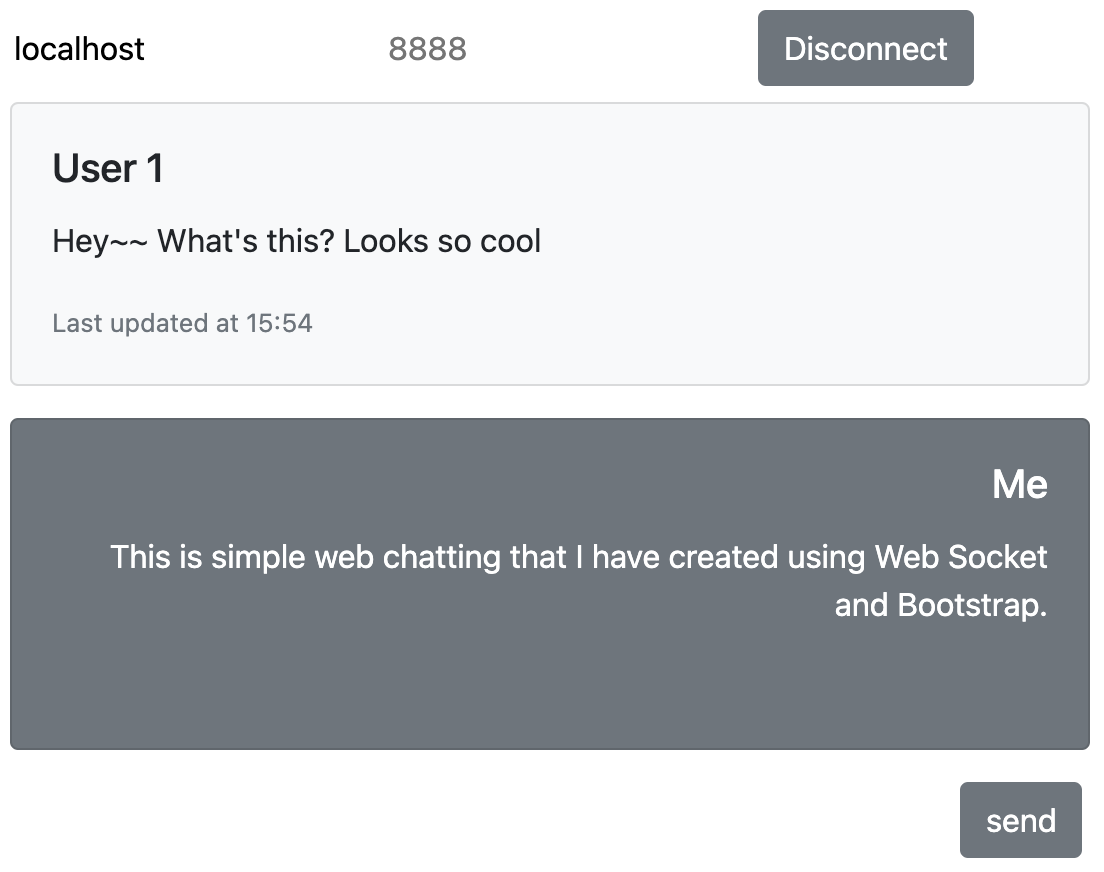 localhost 8888 Disconnect
User 1
Hey~~ What's this? Looks so cool
Last updated at 15:54
Me
This is simple web chatting that I have created using Web Socket
and Bootstrap.
send